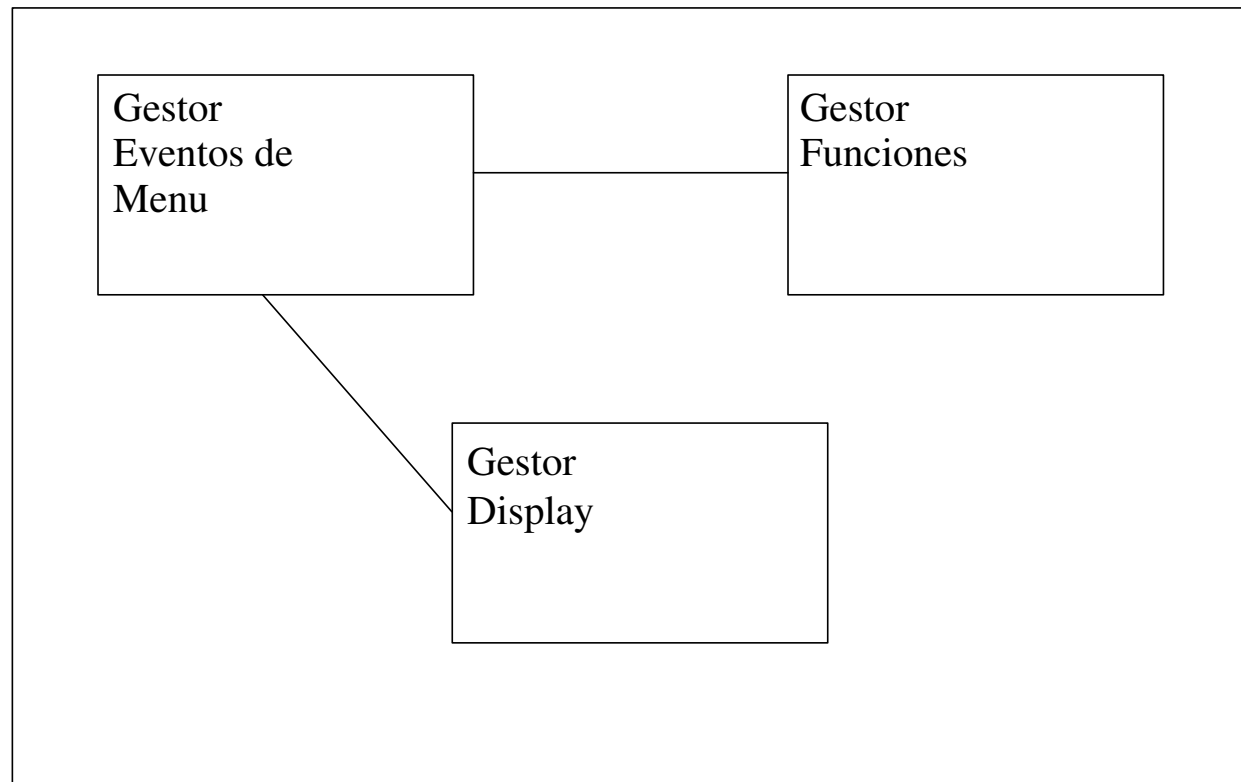 Gestor
Eventos de
Menu
Gestor
Funciones
Gestor
Display